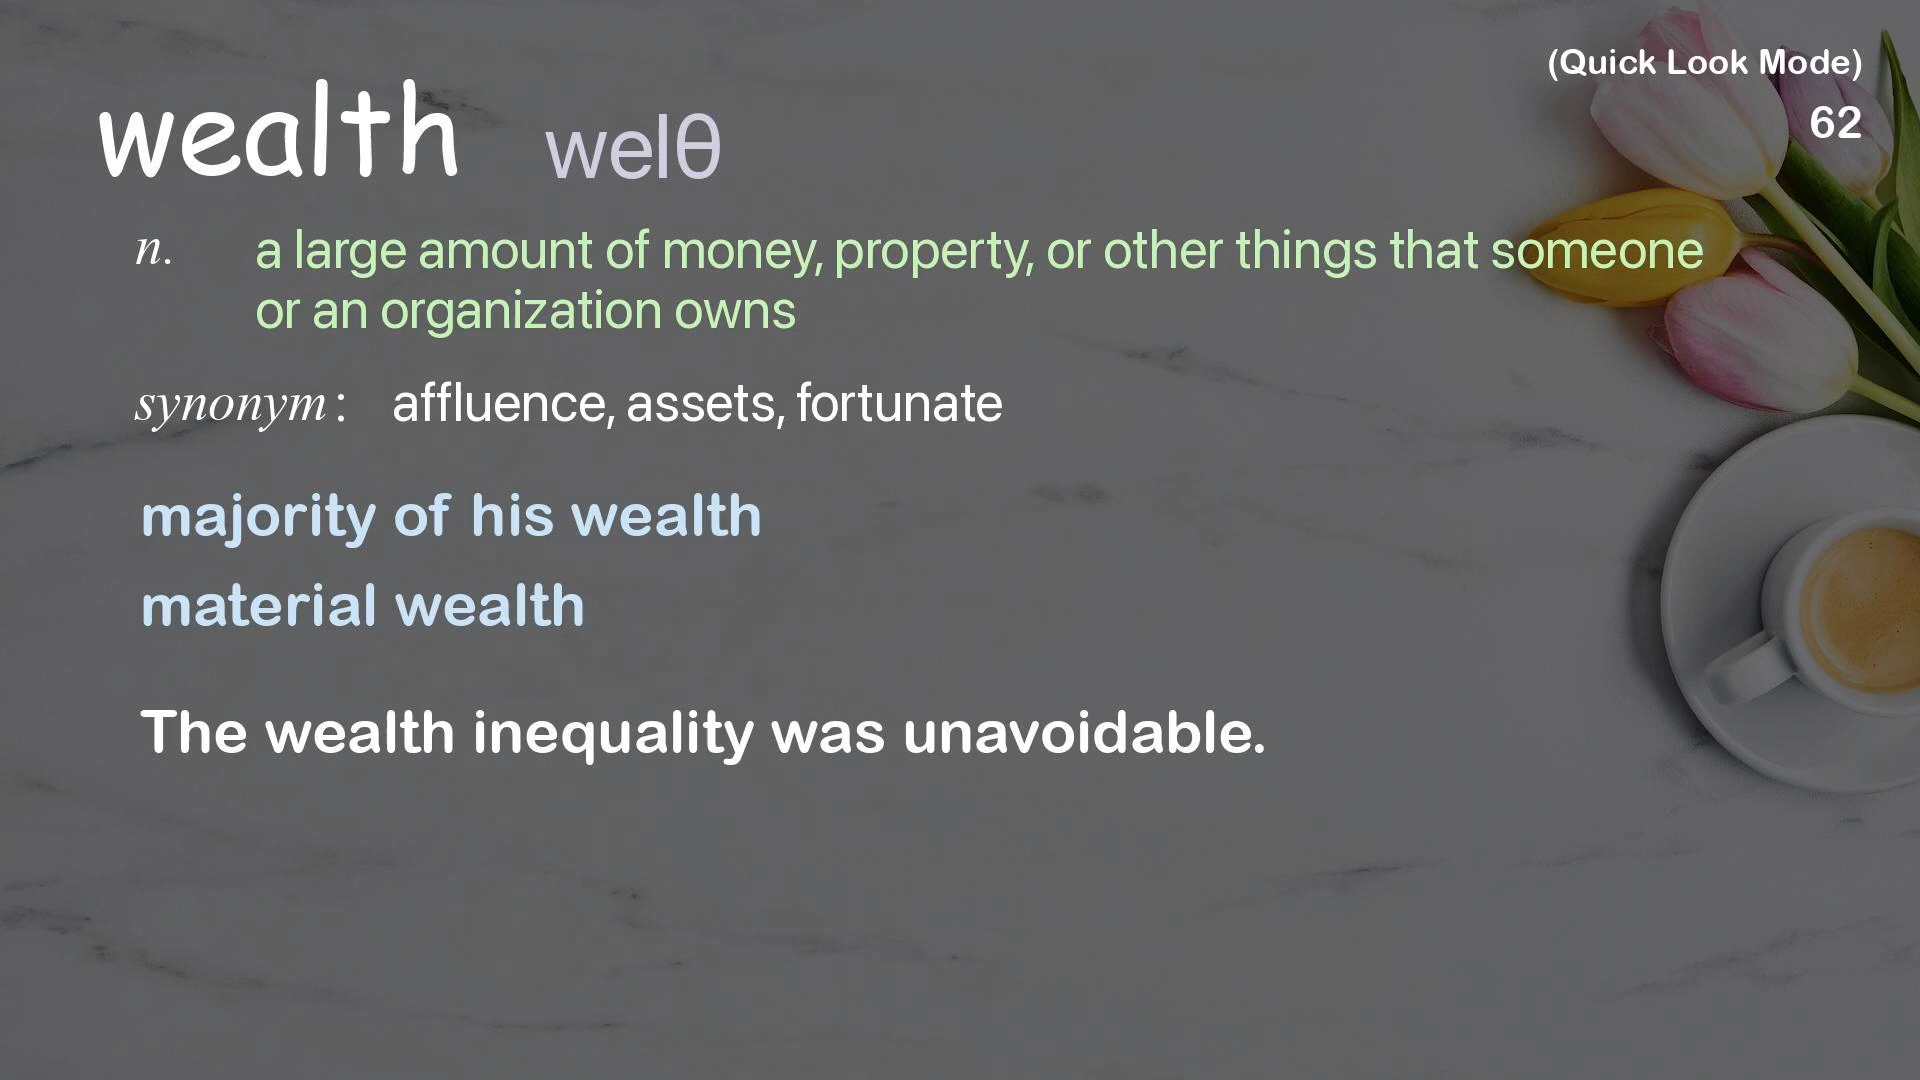 (Quick Look Mode)
62
wealth welθ
n. a large amount of money, property, or other things that someone
or an organization owns
synonym: affluence, assets, fortunate
majority of his wealth
material wealth
The wealth inequality was unavoidable.